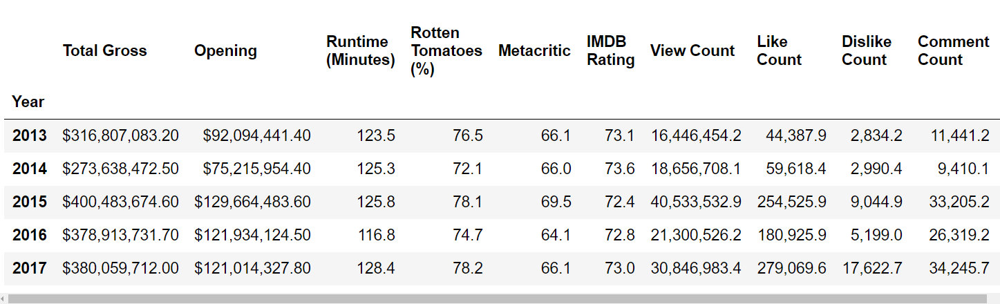 Total Gross Opening Runtime (Minutes) Rotten Tomatoes (%) Metacritic IMDB Rating View Count Like Count Dislike Count Comment Count
Year
2013 $316,807,083.20 $92,094,441.40 123.5 76.5 66.1 73.1 16,446,454.2 44,387.9 2,834.2 11,441.2
2014 $273,638,472.50 $75,215,954.40 125.3 72.1 66.0 73.6 18,656,708.1 59,618.4 2,990.4 9,410.1
2015 $400,483,674.60 $129,664,483.60 125.8 78.1 69.5 72.4 40,533,532.9 254,525.9 9,044.9 33,205.2
2016 $378,913,731.70 $121,934,124.50 116.8 74.7 64.1 72.8 21,300,526.2 180,925.9 5,199.0 26,319.2
2017 $380,059,712.00 $121,014,327.80 128.4 78.2 66.1 73.0 30,846,983.4 279,069.6 17,622.7 34,245.7